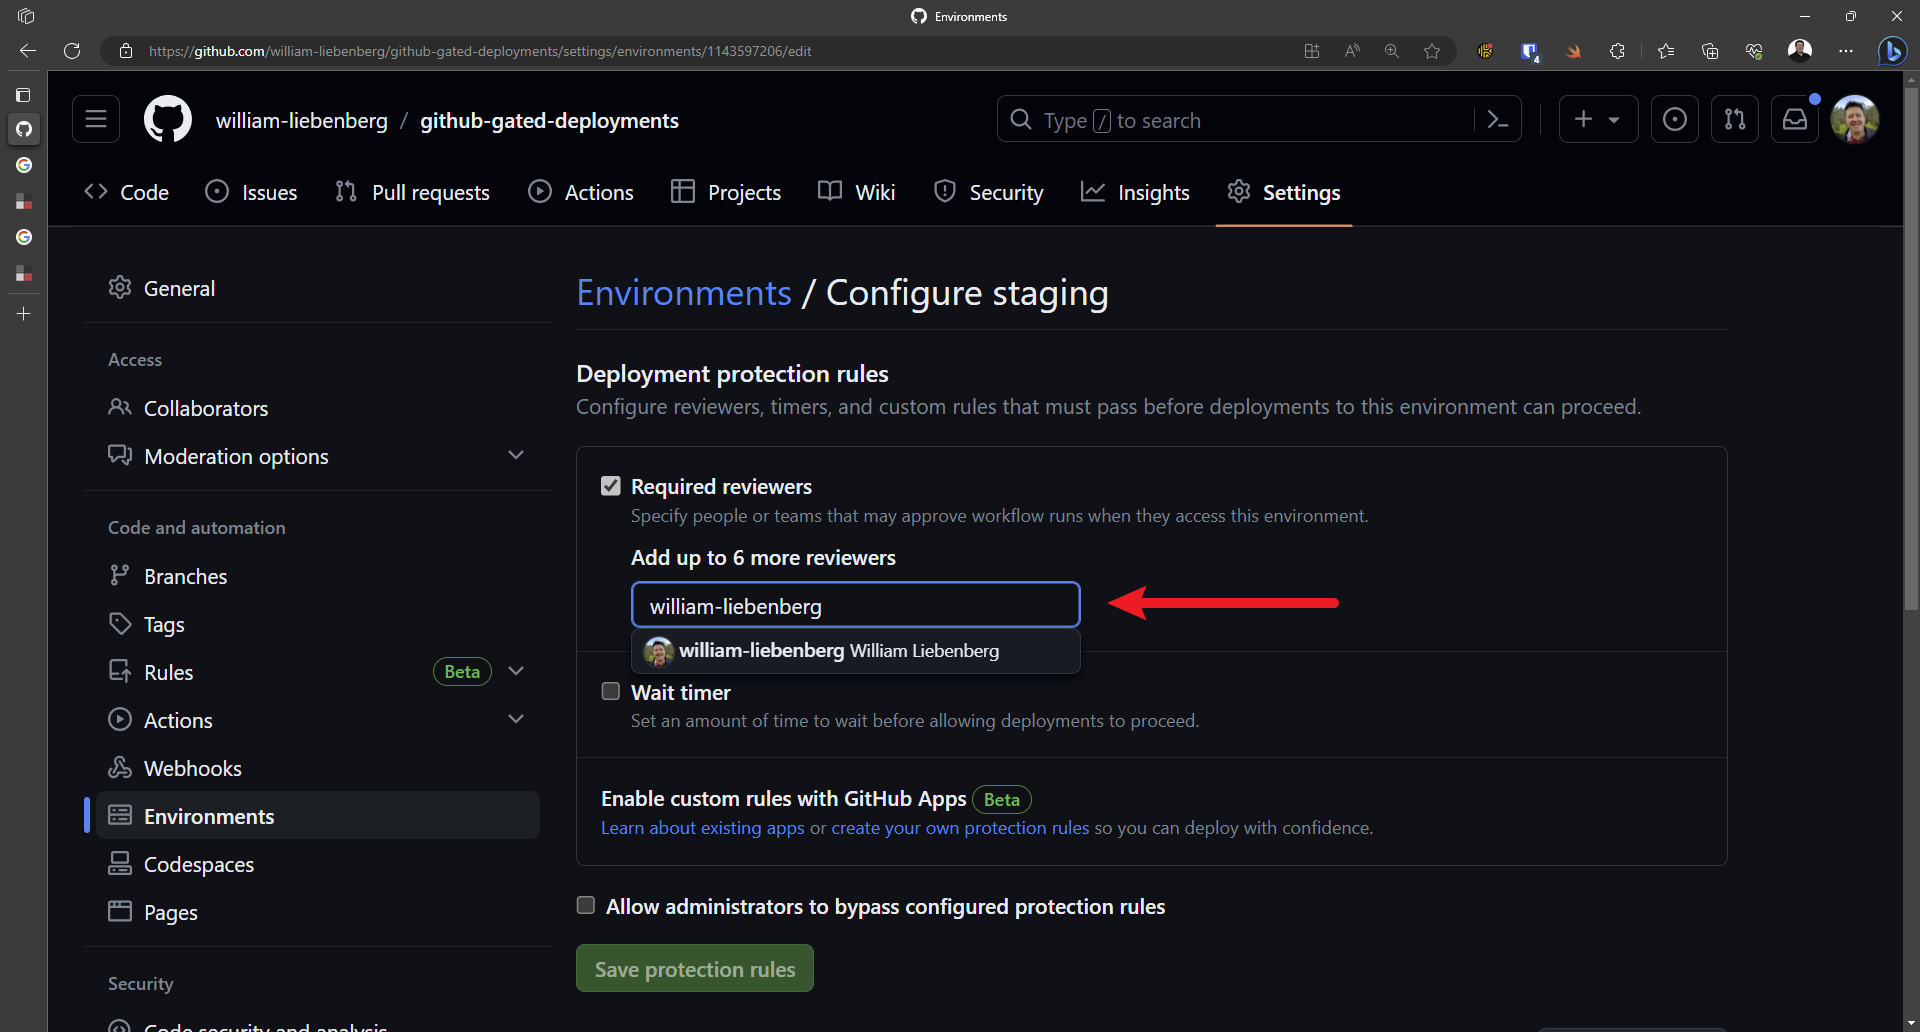 Environments
https://github.com/william-liebenberg/github-gated-deployments/settings/environments/1143597206/edit
4
william-liebenberg / github-gated-deployments
Type / to search
Code Issues Pull requests Actions Projects Wiki Security Insights Settings
General
Access
Collaborators
Moderation options
Code and automation
Branches
Tags
Rules Beta
Actions
Webhooks
Environments
Codespaces
Pages
Security
Code security and analysis
Environments / Configure staging
Deployment protection rules
Configure reviewers, timers, and custom rules that must pass before deployments to this environment can proceed.
Required reviewers
Specify people or teams that may approve workflow runs when they access this environment.
Add up to 6 more reviewers
william-liebenberg
william-liebenberg William Liebenberg
Wait timer
Set an amount of time to wait before allowing deployments to proceed.
Enable custom rules with GitHub Apps Beta
Learn about existing apps or create your own protection rules so you can deploy with confidence.
Allow administrators to bypass configured protection rules
Save protection rules